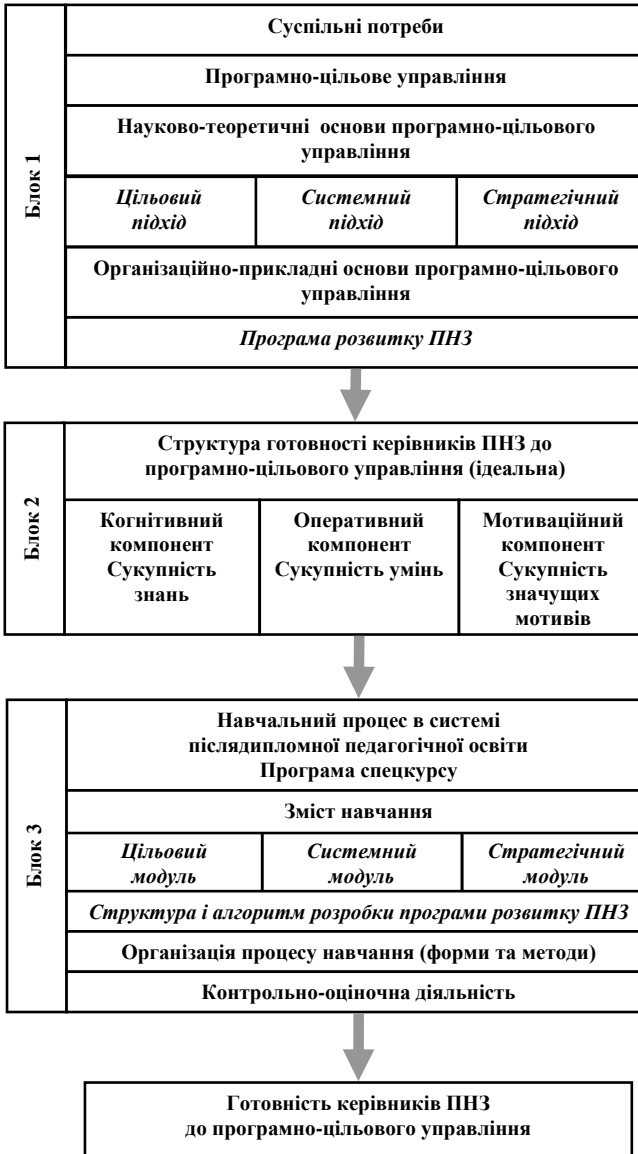 Блок 1
Суспільні потреби
Програмно-цільове управління
Науково-теоретичні основи програмно-цільового
управління
Цільовий
підхід
Системний
підхід
Стратегічний
підхід
Організаційно-прикладні основи програмно-цільового
управління
Програма розвитку ПНЗ
Блок 2
Структура готовності керівників ПНЗ до
програмно-цільового управління (ідеальна)
Когнітивний
компонент
Сукупність
знань
Оперативний
компонент
Сукупність умінь
Мотиваційний
компонент
Сукупність
значущих
мотивів
Блок 3
Навчальний процес в системі
післядипломної педагогічної освіти
Програма спецкурсу
Зміст навчання
Цільовий
модуль
Системний
модуль
Стратегічний
модуль
Структура і алгоритм розробки програми розвитку ПНЗ
Організація процесу навчання (форми та методи)
Контрольно-оціночна діяльність
Готовність керівників ПНЗ
до програмно-цільового управління